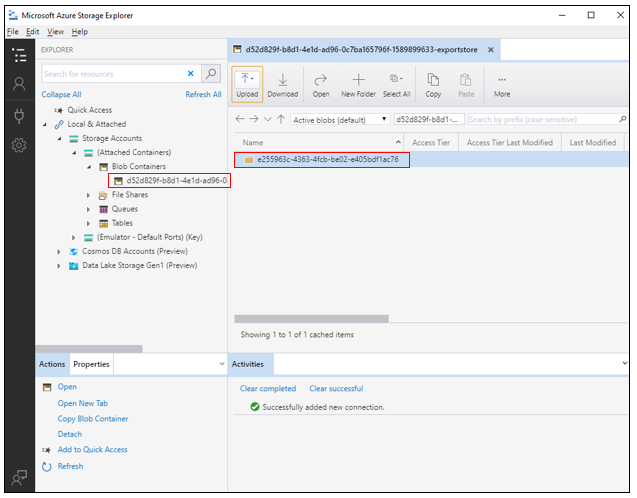 Microsoft Azure Storage Explorer
File Edit View Help
EXPLORER
Search for resources
Collapse All Refresh All
Quick Access
Local & Attached
Storage Accounts
(Attached Containers)
Blob Containers
d52d829f-b8d1-4e1d-ad96-0
File Shares
Queues
Tables
(Emulator - Default Ports) (Key)
Cosmos DB Accounts (Preview)
Data Lake Storage Gen1 (Preview)
Actions Properties
Open
Open New Tab
Copy Blob Container
Detach
Add to Quick Access
Refresh
d52d829f-b8d1-4e1d-ad96-0c7ba165796f-1589899633-exportstore
Upload Download Open New Folder Select All Copy Paste More
Active blobs (default) d52d829f-b8d1-... Search by prefix (case-sensitive)
Name Access Tier Access Tier Last Modified Last Modified
e255963c-4363-4fcb-be02-e405bdf1ac76
Showing 1 to 1 of 1 cached items
Activities
Clear completed Clear successful
Successfully added new connection.